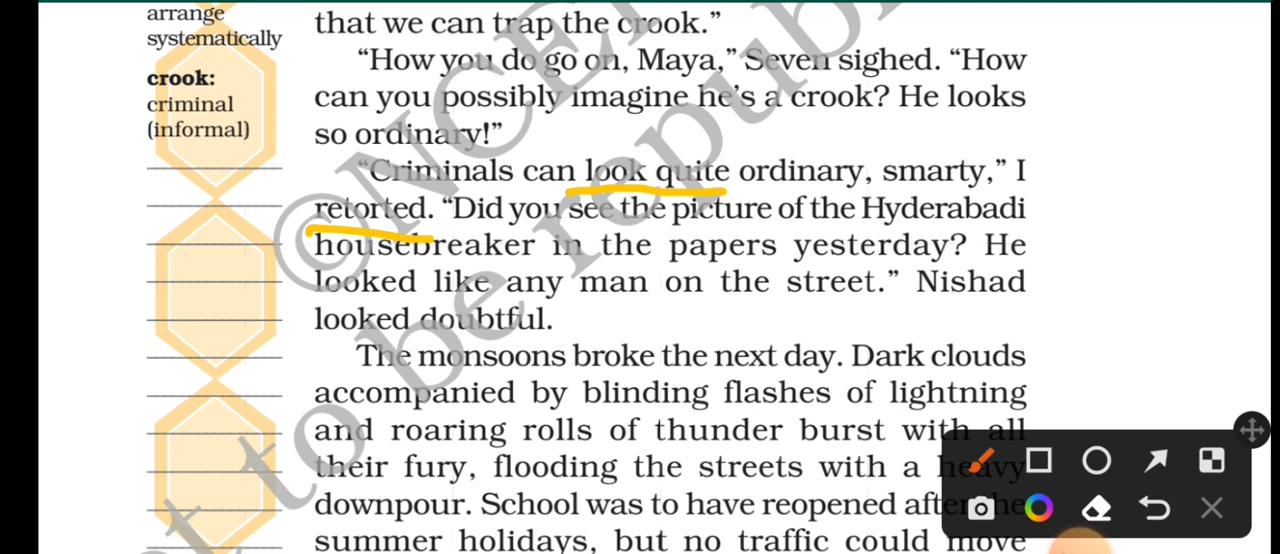 arrange
systematically
crook:
criminal
(informal)
that we can trap the crook.”
“How you do go on, Maya,” Seven sighed. “How
can you possibly imagine he’s a crook? He looks
so ordinary!”
“Criminals can look quite ordinary, smarty,” I
retorted. “Did you see the picture of the Hyderabadi
housebreaker in the papers yesterday? He
looked like any man on the street.” Nishad
looked doubtful.
The monsoons broke the next day. Dark clouds
accompanied by blinding flashes of lightning
and roaring rolls of thunder burst with all
their fury, flooding the streets with a heavy
downpour. School was to have reopened after the
summer holidays, but no traffic could move
©NCER
not to be republi